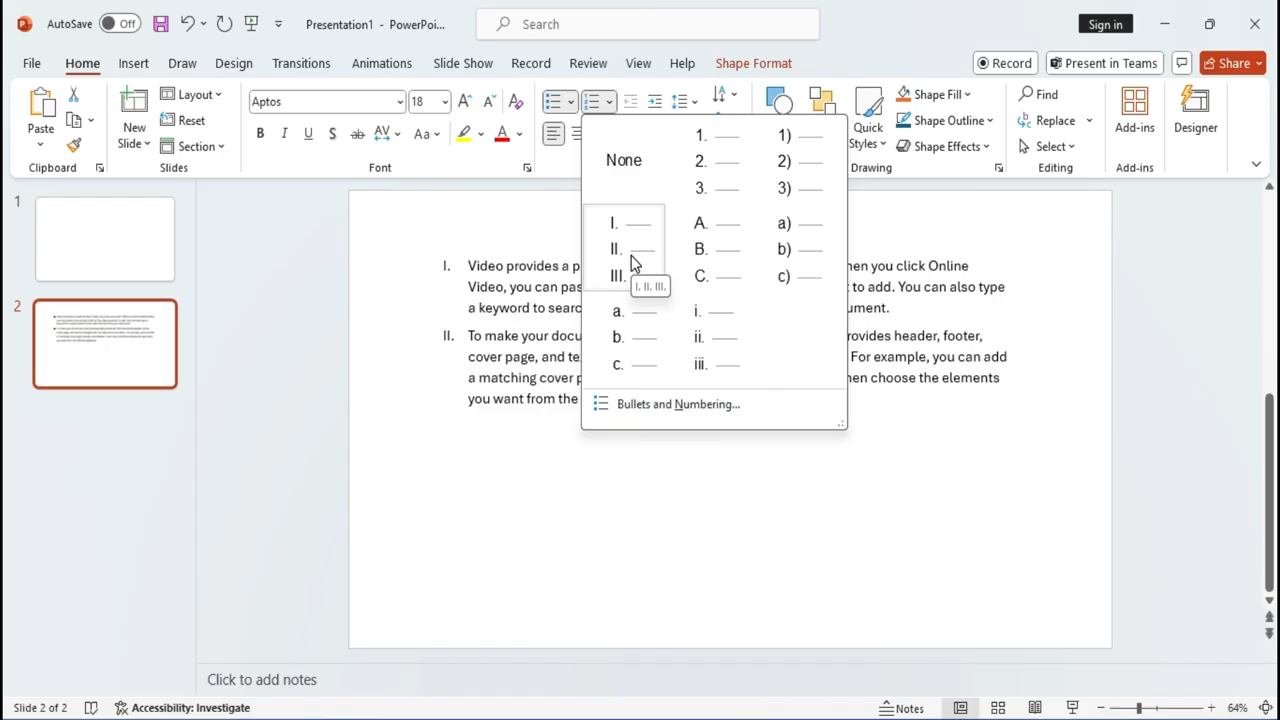 AutoSave Off Presentation1 - PowerPoi... Search Sign in
File Home Insert Draw Design Transitions Animations Slide Show Record Review View Help Shape Format Record Present in Teams Share
Paste
Clipboard
New
Slide
Layout
Reset
Section
Slides
Aptos 18
B I U S ab AV Aa A
Font
Quick
Styles
Shape Fill
Shape Outline
Shape Effects
Drawing
Find
Replace
Select
Editing
Add-ins
Add-ins
Designer
None
1.
2.
3.
1)
2)
3)
I.
II.
III.
I. II. III.
A.
B.
C.
a)
b)
c)
a.
b.
c.
i.
ii.
iii.
Bullets and Numbering...
1
2
I. Video provides a p hen you click Online
Video, you can pas t to add. You can also type
a keyword to searc ument.
II. To make your docu rovides header, footer,
cover page, and te For example, you can add
a matching cover p hen choose the elements
you want from the
Click to add notes
Slide 2 of 2 Accessibility: Investigate Notes 64%